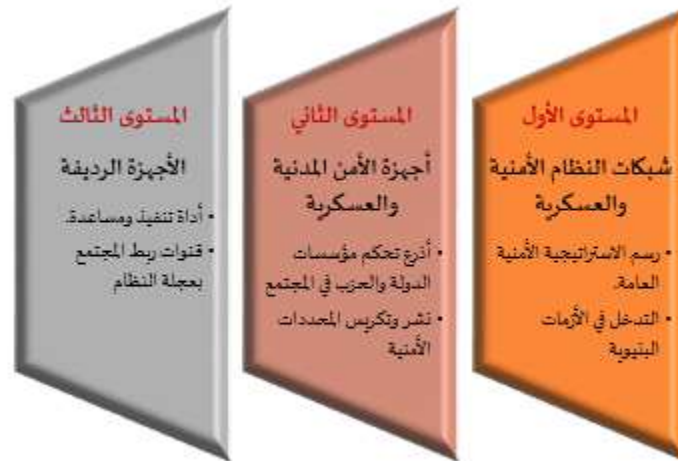 المستوى الأول
شبكات النظام الأمنية
والعسكرية
• رسم الاستراتيجية الأمنية
العامة.
• التدخل في الأزمات
البنيوية
المستوى الثاني
أجهزة الأمن المدنية
والعسكرية
• أذرع تحكم مؤسسات
الدولة والحزب في المجتمع
• نشر وتكريس المحددات
الأمنية
المستوى الثالث
الأجهزة الرديفة
• أداة تنفيذ ومساعدة.
• قنوات ربط المجتمع
بعجلة النظام